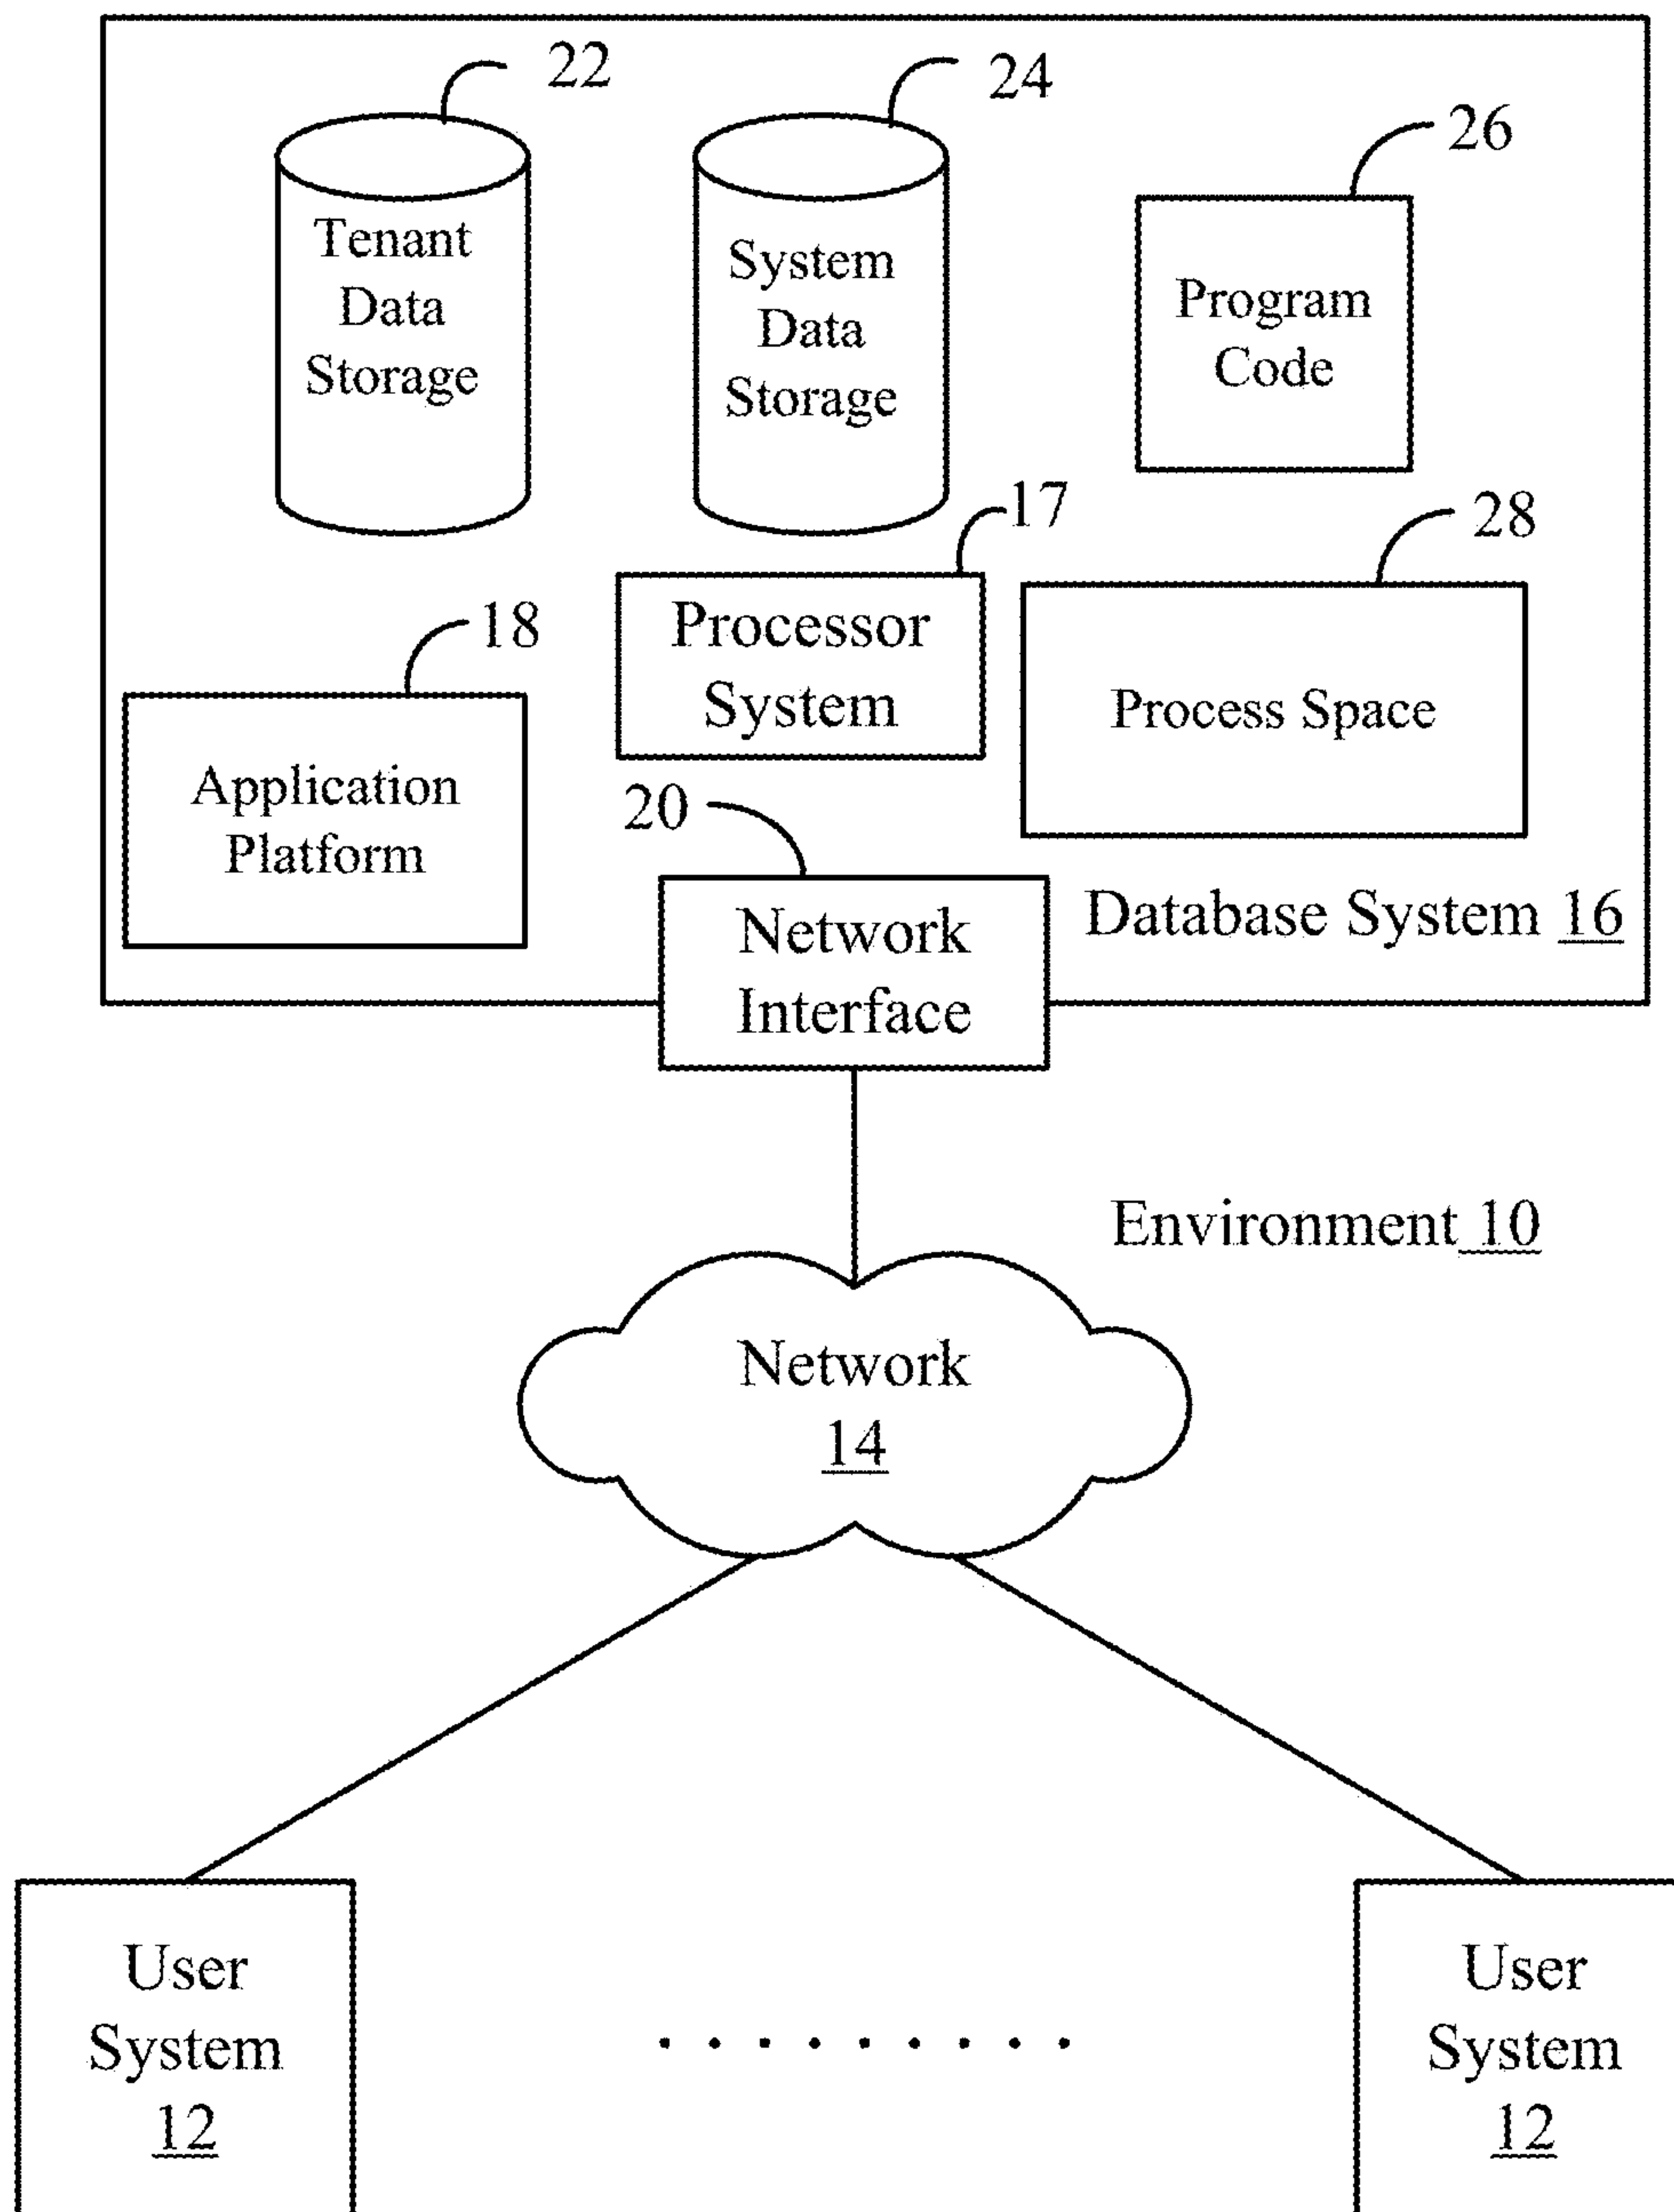 22
24
26
Tenant
Data
Storage
System
Data
Storage
Program
Code
17
28
18
Processor
System
Process Space
Application
Platform
20
Network
Interface
Database System 16
Environment 10
Network
14
User
System
12
User
System
12